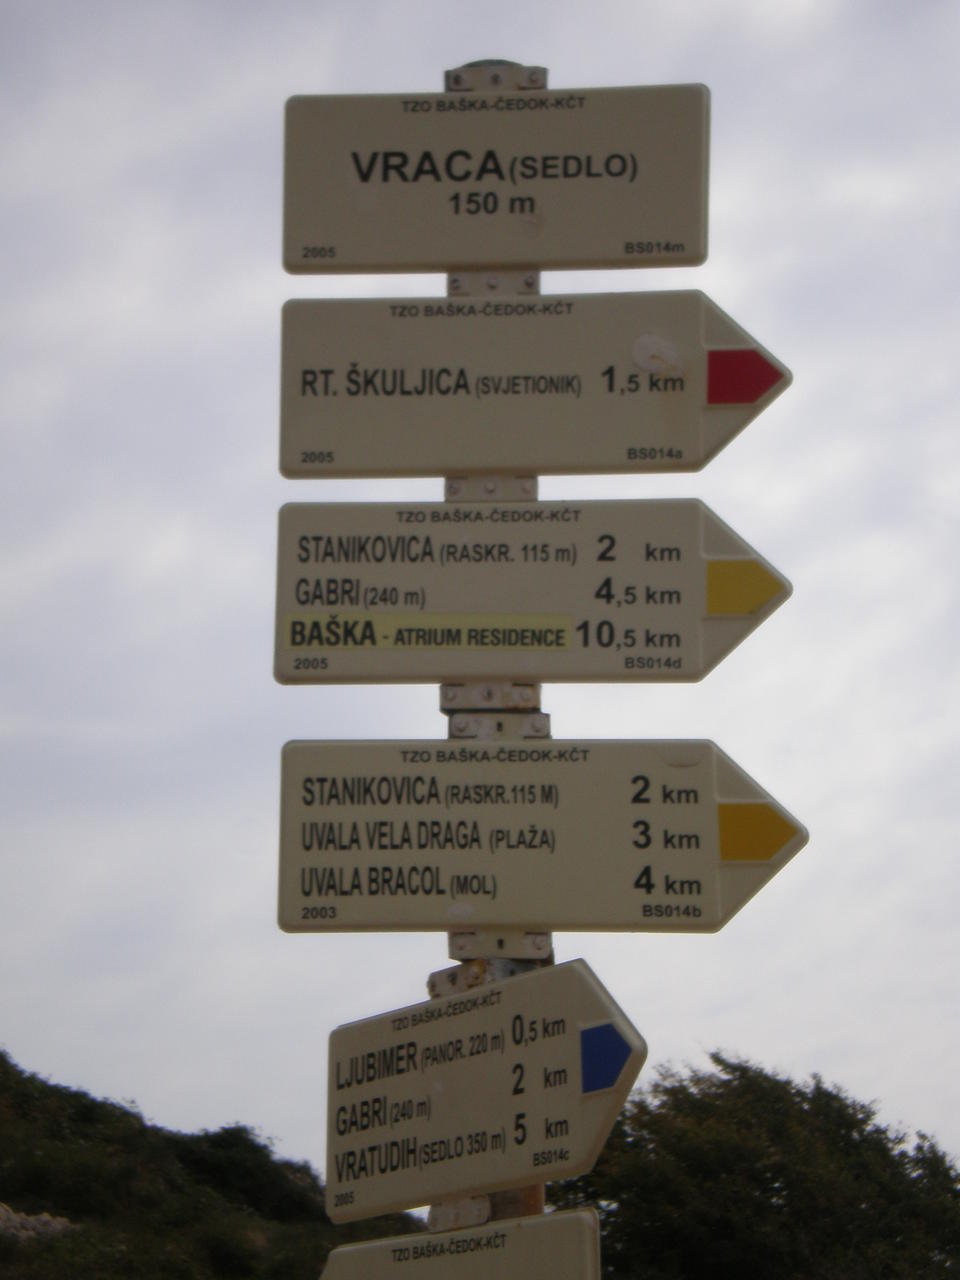 TZO BAŠKA-ČEDOK-KČT
VRACA (SEDLO)
150 m
2005 BS014m
TZO BAŠKA-ČEDOK-KČT
RT. ŠKULJICA (SVJETIONIK) 1,5 km
2005 BS014a
TZO BAŠKA-ČEDOK-KČT
STANIKOVICA (RASKR. 115 m) 2 km
GABRI (240 m) 4,5 km
BAŠKA - ATRIUM RESIDENCE 10,5 km
2005 BS014d
TZO BAŠKA-ČEDOK-KČT
STANIKOVICA (RASKR.115 M) 2 km
UVALA VELA DRAGA (PLAŽA) 3 km
UVALA BRACOL (MOL) 4 km
2003 BS014b
TZO BAŠKA-ČEDOK-KČT
LJUBIMER (PANOR. 220 m) 0,5 km
GABRI (240 m) 2 km
VRATUDIH (SEDLO 350 m) 5 km
2005 BS014c
TZO BAŠKA-ČEDOK-KČT